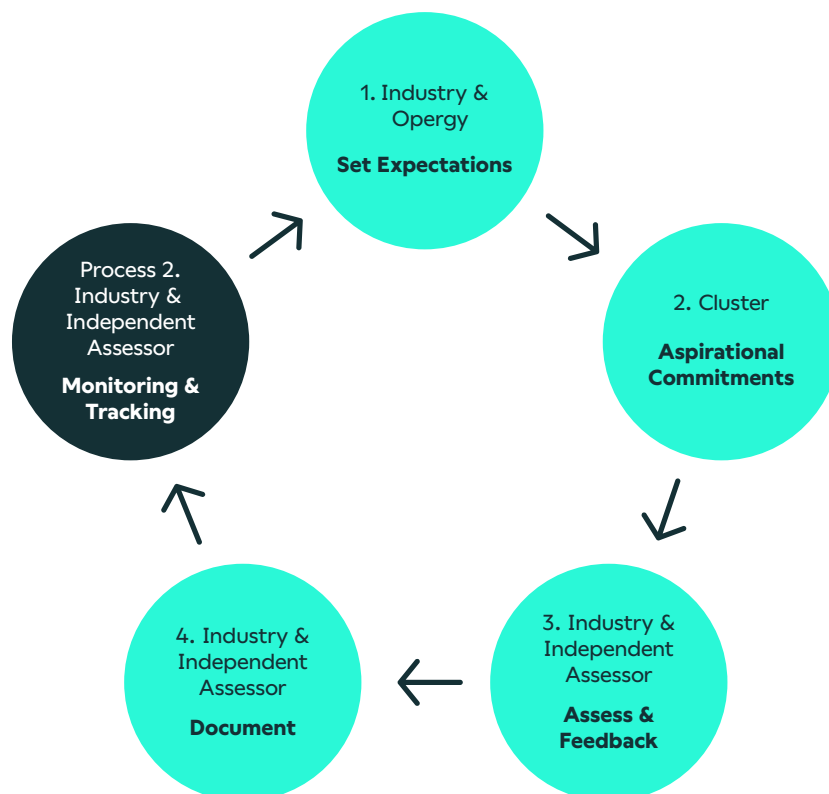 1. Industry &
Opergy
Set Expectations
2. Cluster
Aspirational
Commitments
3. Industry &
Independent
Assessor
Assess &
Feedback
4. Industry &
Independent
Assessor
Document
Process 2.
Industry &
Independent
Assessor
Monitoring &
Tracking